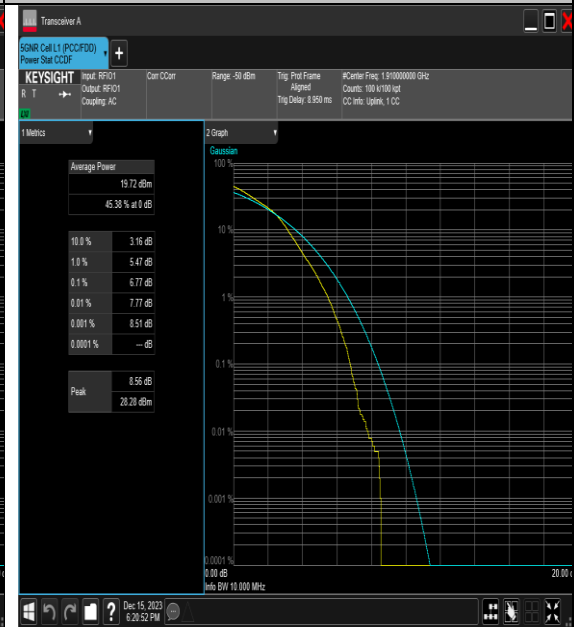 Transceiver A
5GNR Cell L1 (PCC/FDD)
Power Stat CCDF
+
KEYSIGHT
R T
Input: RFIO1
Output: RFIO1
Coupling: AC
Corr CCorr
Range: -50 dBm
Trig: Prot Frame
Aligned
Trig Delay: 8.950 ms
#Center Freq: 1.910000000 GHz
Counts: 100 k/100 kpt
CC Info: Uplink, 1 CC
1 Metrics
Average Power
19.72 dBm
45.38 % at 0 dB
10.0 % 3.16 dB
1.0 % 5.47 dB
0.1 % 6.77 dB
0.01 % 7.77 dB
0.001 % 8.51 dB
0.0001 % --- dB
Peak
8.56 dB
28.28 dBm
2 Graph
Gaussian
100 %
10 %
1 %
0.1 %
0.01 %
0.001 %
0.0001 %
0.00 dB
20.00
Info BW 10.000 MHz
?
Dec 15, 2023
6:20:52 PM